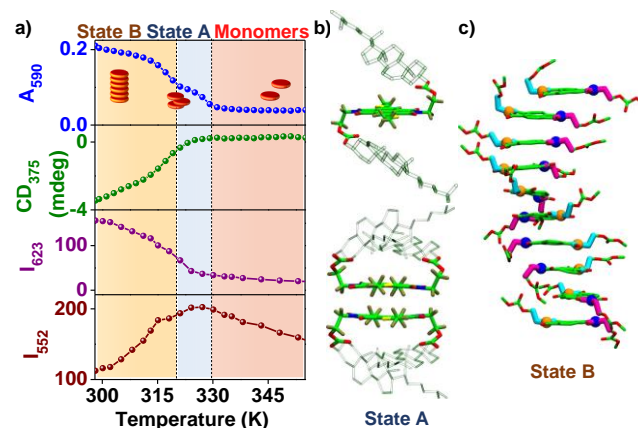 a) State B State A Monomers b) c)
0.2
A590
0.0
0
CD375
(mdeg)
-4
100
I623
0
200
I552
100
300 315 330 345
Temperature (K)
State A
State B